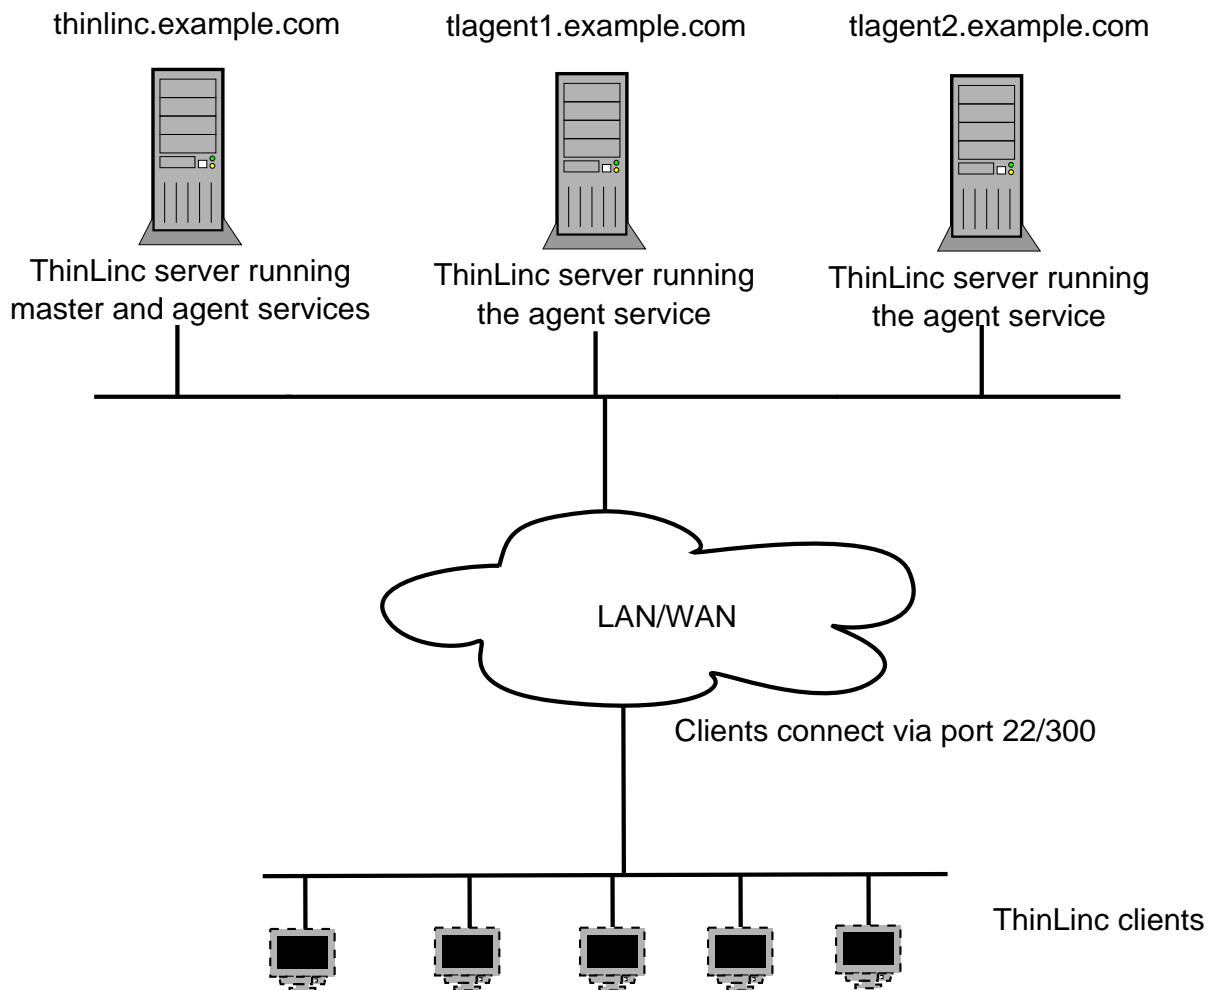 thinlinc.example.com
tlagent1.example.com
tlagent2.example.com
ThinLinc server running
master and agent services
ThinLinc server running
the agent service
ThinLinc server running
the agent service
LAN/WAN
Clients connect via port 22/300
ThinLinc clients